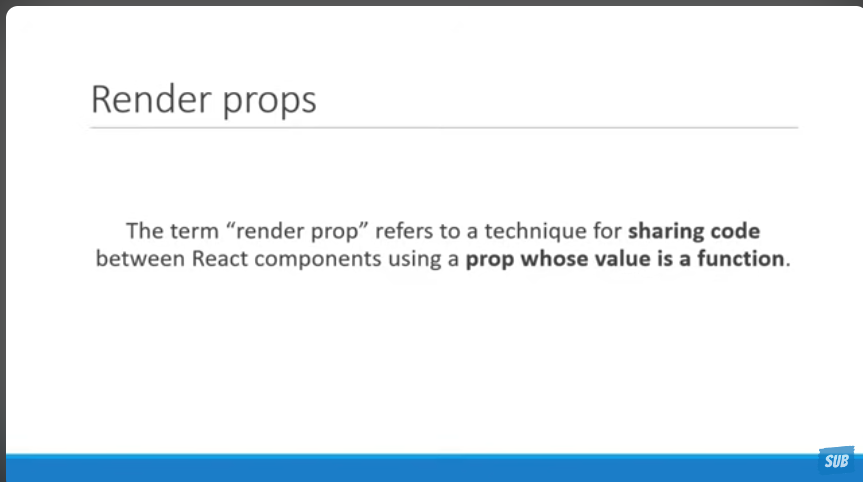 Render props
The term “render prop” refers to a technique for sharing code
between React components using a prop whose value is a function.
SUB